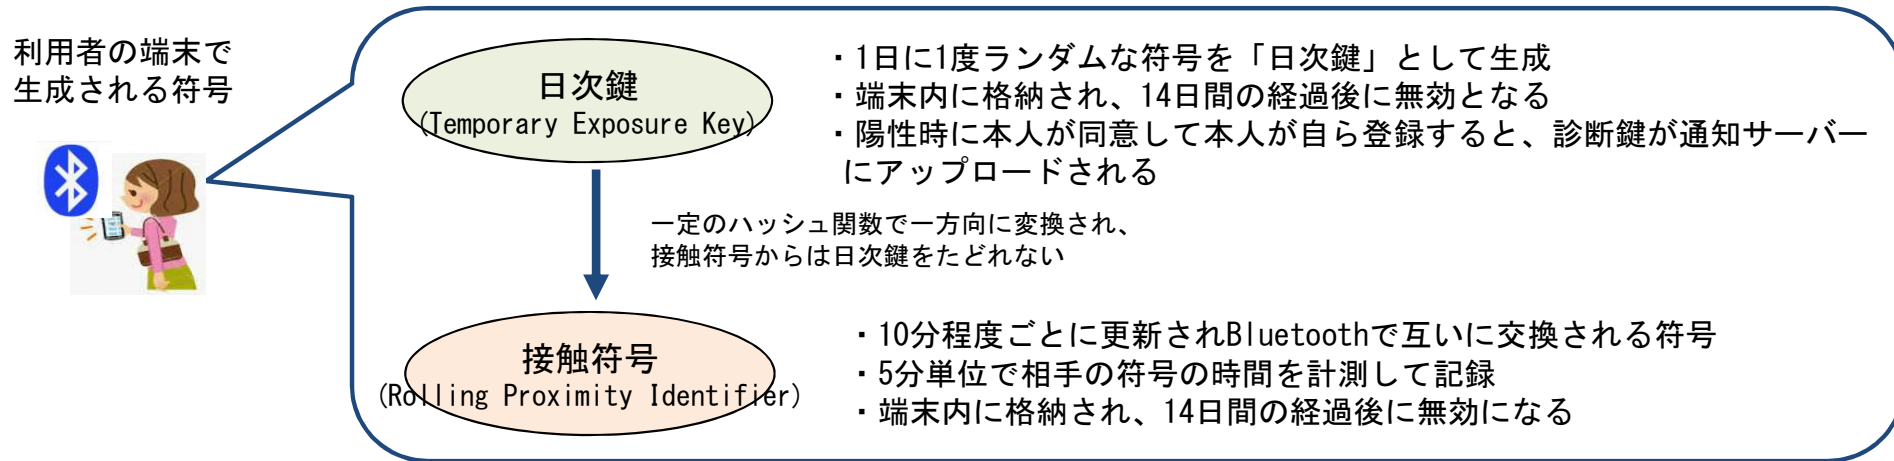 利用者の端末で
生成される符号
日次鍵
(Temporary Exposure Key)
・1日に1度ランダムな符号を「日次鍵」として生成
・端末内に格納され、14日間の経過後に無効となる
・陽性時に本人が同意して本人が自ら登録すると、診断鍵が通知サーバー
にアップロードされる
一定のハッシュ関数で一方向に変換され、
接触符号からは日次鍵をたどれない
接触符号
(Rolling Proximity Identifier)
・10分程度ごとに更新されBluetoothで互いに交換される符号
・5分単位で相手の符号の時間を計測して記録
・端末内に格納され、14日間の経過後に無効になる